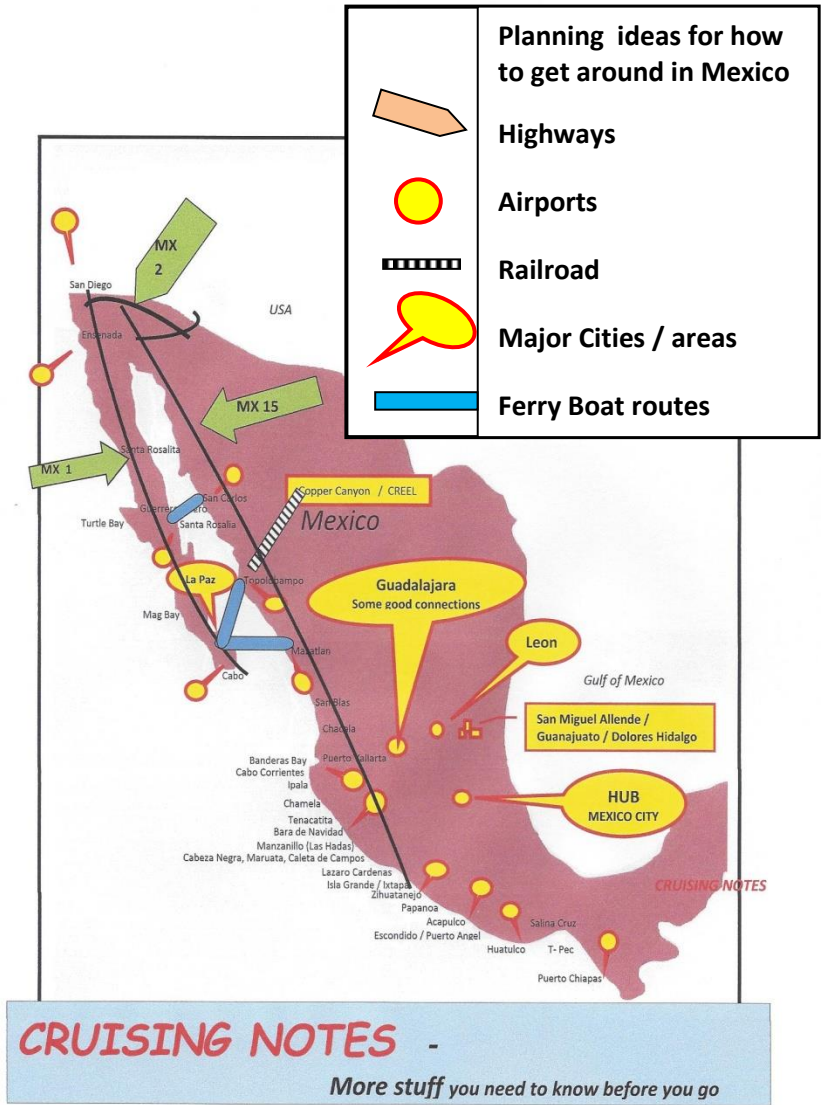 Planning ideas for how
to get around in Mexico
Highways
Airports
Railroad
Major Cities / areas
Ferry Boat routes
MX
2
San Diego
USA
Ensenada
MX 15
Santa Rosalita
MX 1
San Carlos
Copper Canyon / CREEL
Guerrero
Santa Rosalia
Mexico
Turtle Bay
La Paz
Topolobampo
Guadalajara
Some good connections
Mag Bay
Leon
Mazatlan
Cabo
Gulf of Mexico
San Blas
San Miguel Allende /
Guanajuato / Dolores Hidalgo
Chacala
Banderas Bay
Puerto Vallarta
Cabo Corrientes
Ipala
HUB
MEXICO CITY
Chamela
Tenacatita
Bara de Navidad
Manzanillo (Las Hadas)
Cabeza Negra, Maruata, Caleta de Campos
Lazaro Cardenas
Isla Grande / Ixtapa
CRUISING NOTES
Zihuatanejo
Papanoa
Acapulco
Salina Cruz
Escondido / Puerto Angel
Huatulco
T- Pec
Puerto Chiapas
CRUISING NOTES -
More stuff you need to know before you go